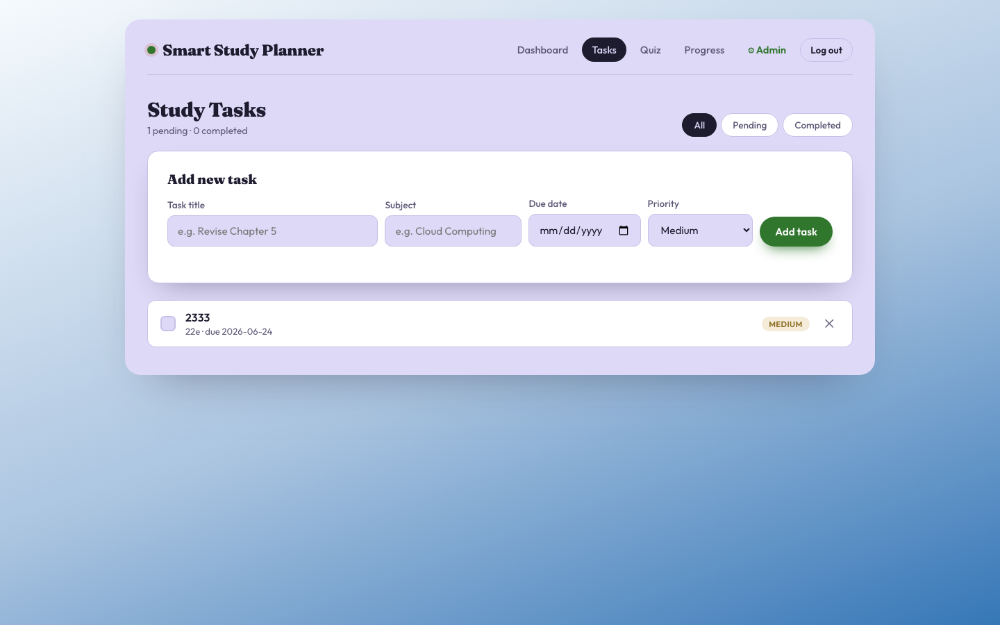 Smart Study Planner
Dashboard Tasks Quiz Progress ⚙ Admin Log out
Study Tasks
1 pending · 0 completed
All Pending Completed
Add new task
Task title Subject Due date Priority
e.g. Revise Chapter 5 e.g. Cloud Computing mm/dd/yyyy Medium Add task
2333
22e · due 2026-06-24
MEDIUM